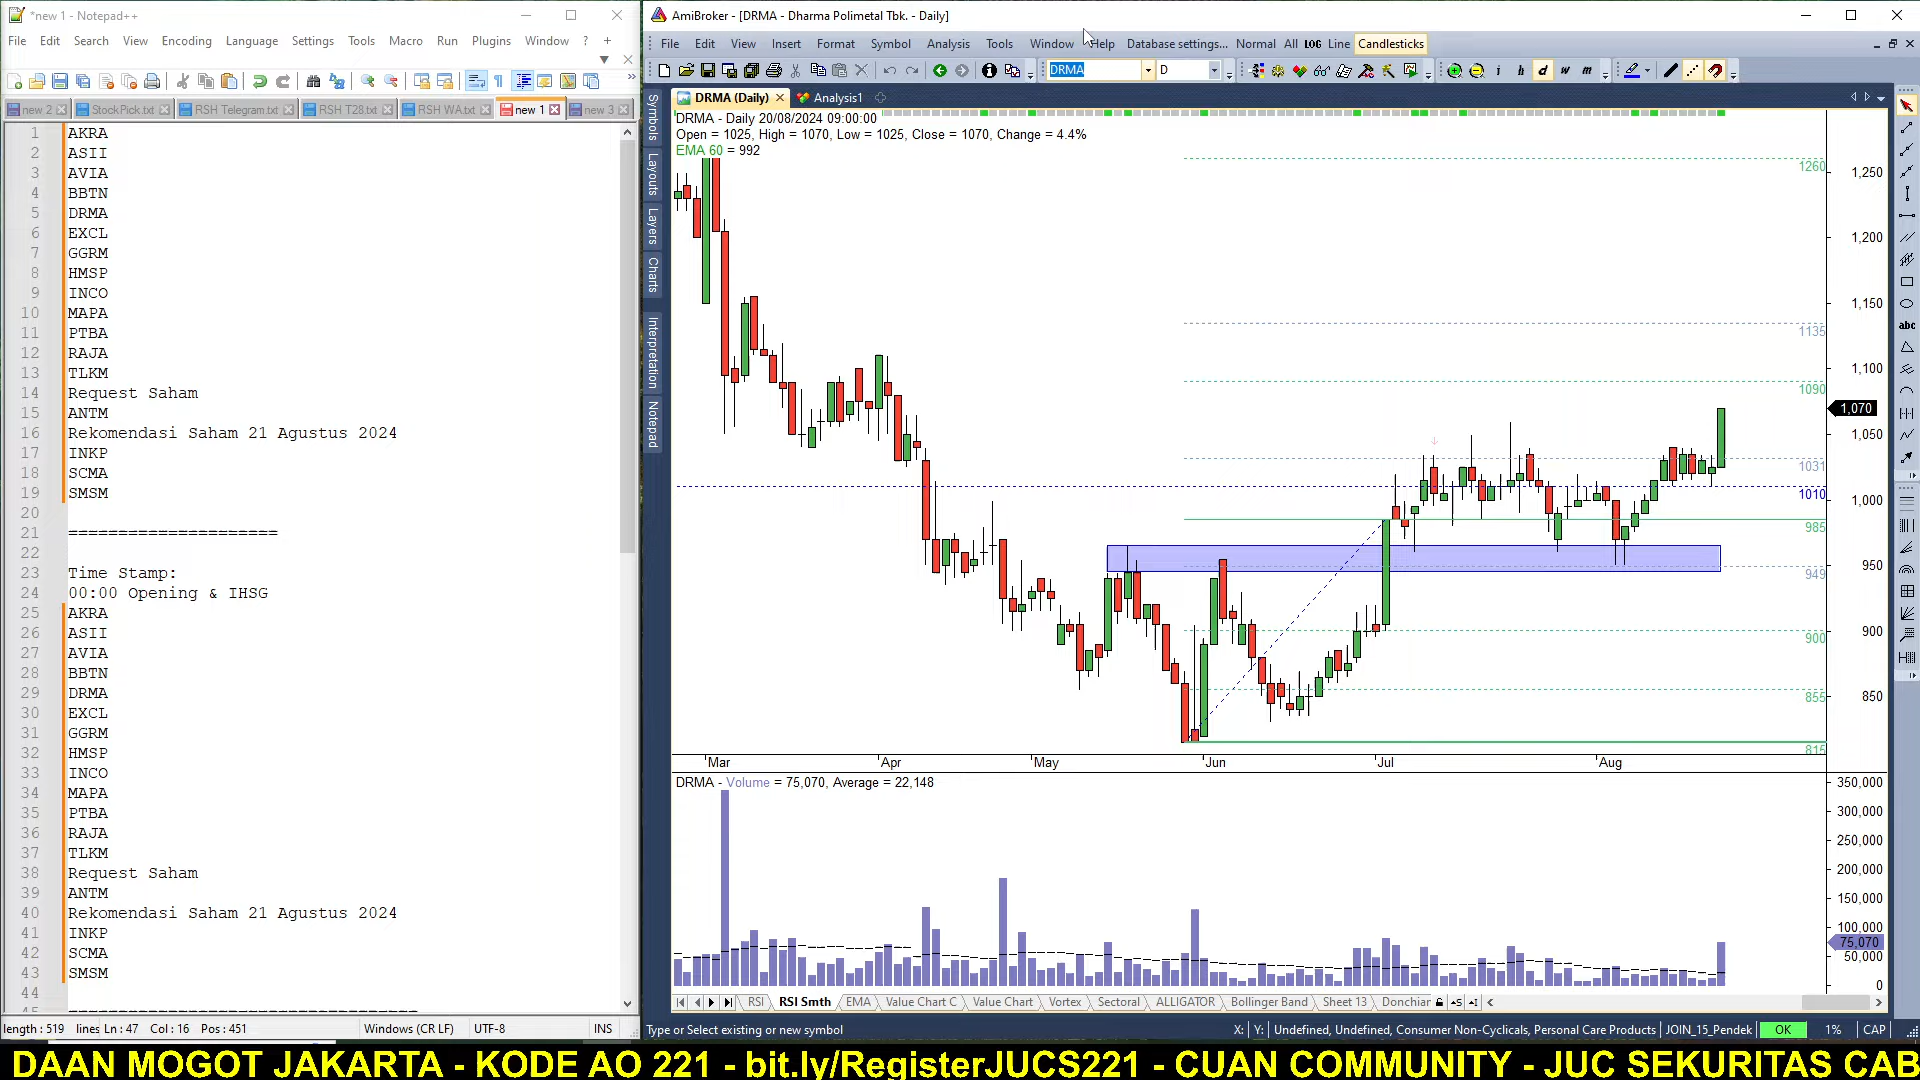 *new 1 - Notepad++
File Edit Search View Encoding Language Settings Tools Macro Run Plugins Window ? +
new 2
StockPick.txt
RSH Telegram.txt
RSH T28.txt
RSH WA.txt
new 1
new 3
1 AKRA
2 ASII
3 AVIA
4 BBTN
5 DRMA
6 EXCL
7 GGRM
8 HMSP
9 INCO
10 MAPA
11 PTBA
12 RAJA
13 TLKM
14 Request Saham
15 ANTM
16 Rekomendasi Saham 21 Agustus 2024
17 INKP
18 SCMA
19 SMSM
20
21 =====================
22
23 Time Stamp:
24 00:00 Opening & IHSG
25 AKRA
26 ASII
27 AVIA
28 BBTN
29 DRMA
30 EXCL
31 GGRM
32 HMSP
33 INCO
34 MAPA
35 PTBA
36 RAJA
37 TLKM
38 Request Saham
39 ANTM
40 Rekomendasi Saham 21 Agustus 2024
41 INKP
42 SCMA
43 SMSM
44
length : 519 lines Ln : 47 Col : 16 Pos : 451 Windows (CR LF) UTF-8 INS
AmiBroker - [DRMA - Dharma Polimetal Tbk. - Daily]
File Edit View Insert Format Symbol Analysis Tools Window Help Database settings... Normal All LOG Line Candlesticks
DRMA D i h d w m
DRMA (Daily)
Analysis1
Symbols
Layouts
Layers
Charts
Interpretation
Notepad
DRMA - Daily 20/08/2024 09:00:00
Open = 1025, High = 1070, Low = 1025, Close = 1070, Change = 4.4%
EMA 60 = 992
1260
1135
1090
1031
1010
985
949
900
855
815
1,250
1,200
1,150
1,100
1,070
1,050
1,000
950
900
850
abc
Mar Apr May Jun Jul Aug
DRMA - Volume = 75,070, Average = 22,148
350,000
300,000
250,000
200,000
150,000
100,000
75,070
50,000
0
RSI RSI Smth EMA Value Chart C Value Chart Vortex Sectoral ALLIGATOR Bollinger Band Sheet 13 Donchian
Type or Select existing or new symbol
X: Y: Undefined, Undefined, Consumer Non-Cyclicals, Personal Care Products JOIN_15_Pendek OK 1% CAP
DAAN MOGOT JAKARTA - KODE AO 221 - bit.ly/RegisterJUCS221 - CUAN COMMUNITY - JUC SEKURITAS CAB